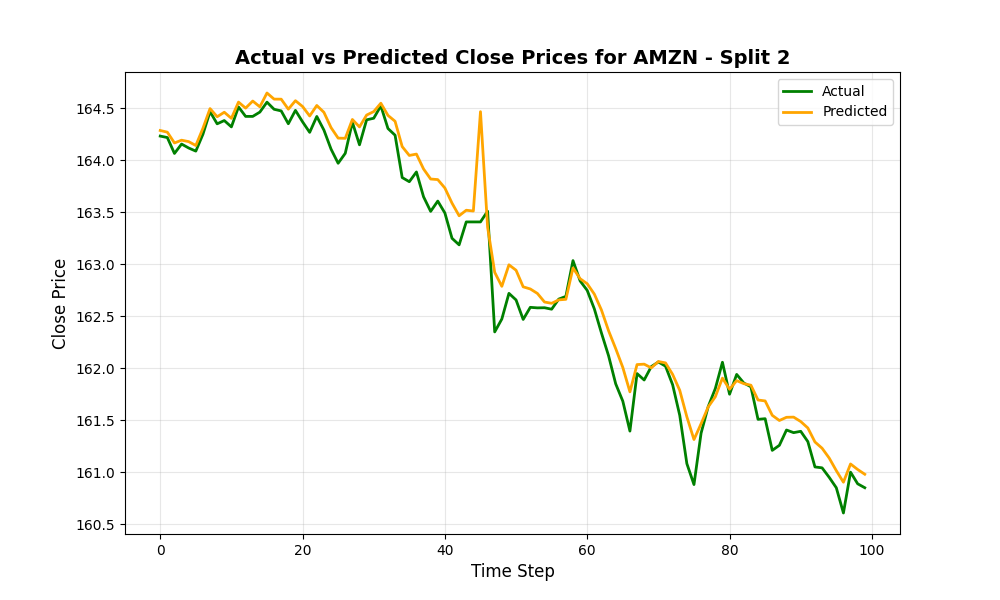 Actual vs Predicted Close Prices for AMZN - Split 2
Actual
Predicted
Close Price
164.5
164.0
163.5
163.0
162.5
162.0
161.5
161.0
160.5
0 20 40 60 80 100
Time Step